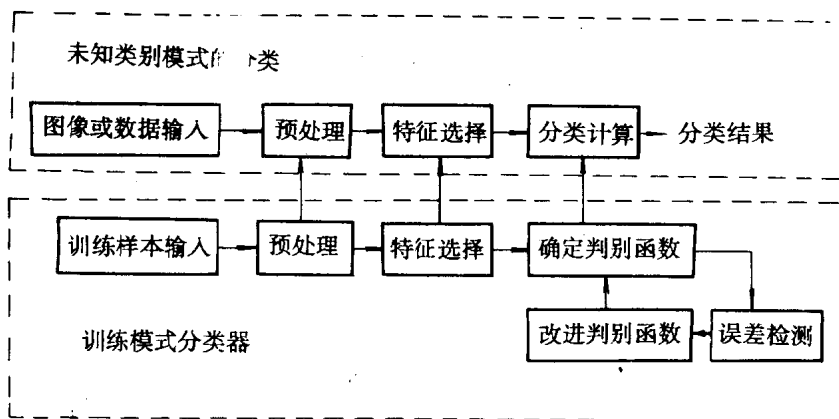 未知类别模式的分类
图像或数据输入
预处理
特征选择
分类计算
分类结果
训练样本输入
预处理
特征选择
确定判别函数
改进判别函数
误差检测
训练模式分类器